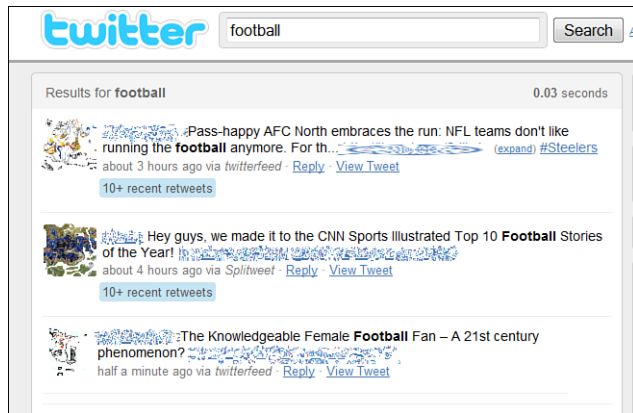 twitter
football
Search
Results for football
0.03 seconds
Pass-happy AFC North embraces the run: NFL teams don't like
running the football anymore. For th... (expand) #Steelers
about 3 hours ago via twitterfeed · Reply · View Tweet
10+ recent retweets
Hey guys, we made it to the CNN Sports Illustrated Top 10 Football Stories
of the Year!
about 4 hours ago via Splitweet · Reply · View Tweet
10+ recent retweets
The Knowledgeable Female Football Fan – A 21st century
phenomenon?
half a minute ago via twitterfeed · Reply · View Tweet